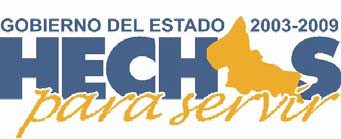 GOBIERNO DEL ESTADO 2003-2009
HECHOS
para servir